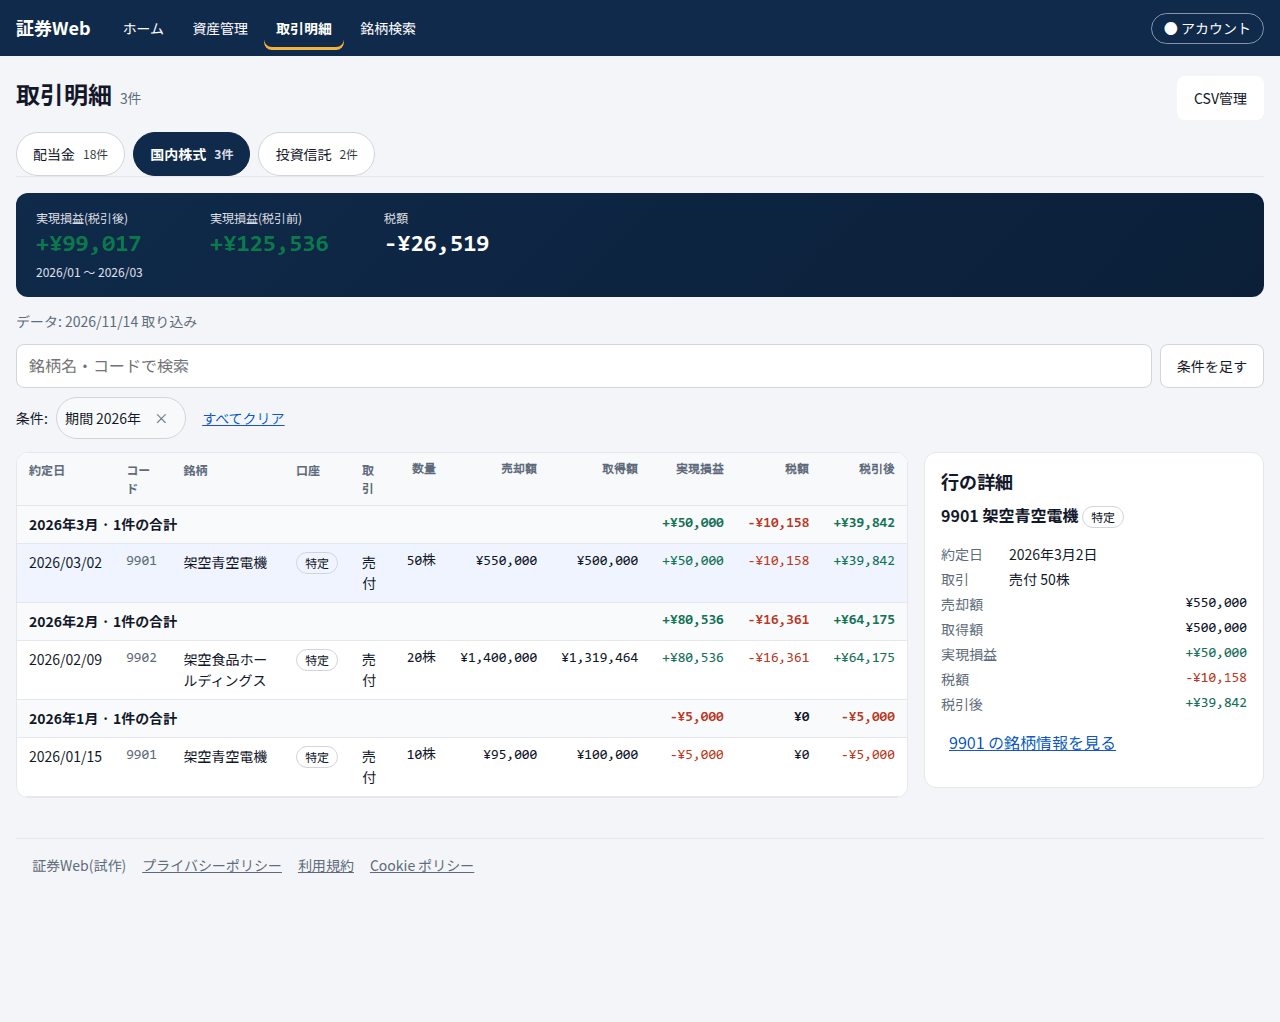 証券Web ホーム 資産管理 取引明細 銘柄検索 アカウント
取引明細 3件 CSV管理
配当金 18件 国内株式 3件 投資信託 2件
実現損益(税引後) 実現損益(税引前) 税額
+¥99,017 +¥125,536 -¥26,519
2026/01 〜 2026/03
データ: 2026/11/14 取り込み
銘柄名・コードで検索 条件を足す
条件: 期間 2026年 × すべてクリア
約定日 コード 銘柄 口座 取引 数量 売却額 取得額 実現損益 税額 税引後
2026年3月・1件の合計 +¥50,000 -¥10,158 +¥39,842
2026/03/02 9901 架空青空電機 特定 売付 50株 ¥550,000 ¥500,000 +¥50,000 -¥10,158 +¥39,842
2026年2月・1件の合計 +¥80,536 -¥16,361 +¥64,175
2026/02/09 9902 架空食品ホールディングス 特定 売付 20株 ¥1,400,000 ¥1,319,464 +¥80,536 -¥16,361 +¥64,175
2026年1月・1件の合計 -¥5,000 ¥0 -¥5,000
2026/01/15 9901 架空青空電機 特定 売付 10株 ¥95,000 ¥100,000 -¥5,000 ¥0 -¥5,000
行の詳細
9901 架空青空電機 特定
約定日 2026年3月2日
取引 売付 50株
売却額 ¥550,000
取得額 ¥500,000
実現損益 +¥50,000
税額 -¥10,158
税引後 +¥39,842
9901 の銘柄情報を見る
証券Web(試作) プライバシーポリシー 利用規約 Cookie ポリシー